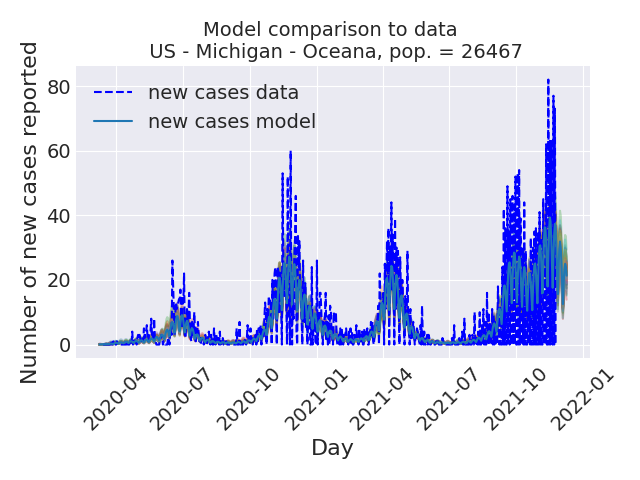 Model comparison to data
US - Michigan - Oceana, pop. = 26467
Number of new cases reported
80
60
40
20
0
new cases data
new cases model
2020-04
2020-07
2020-10
2021-01
2021-04
2021-07
2021-10
2022-01
Day